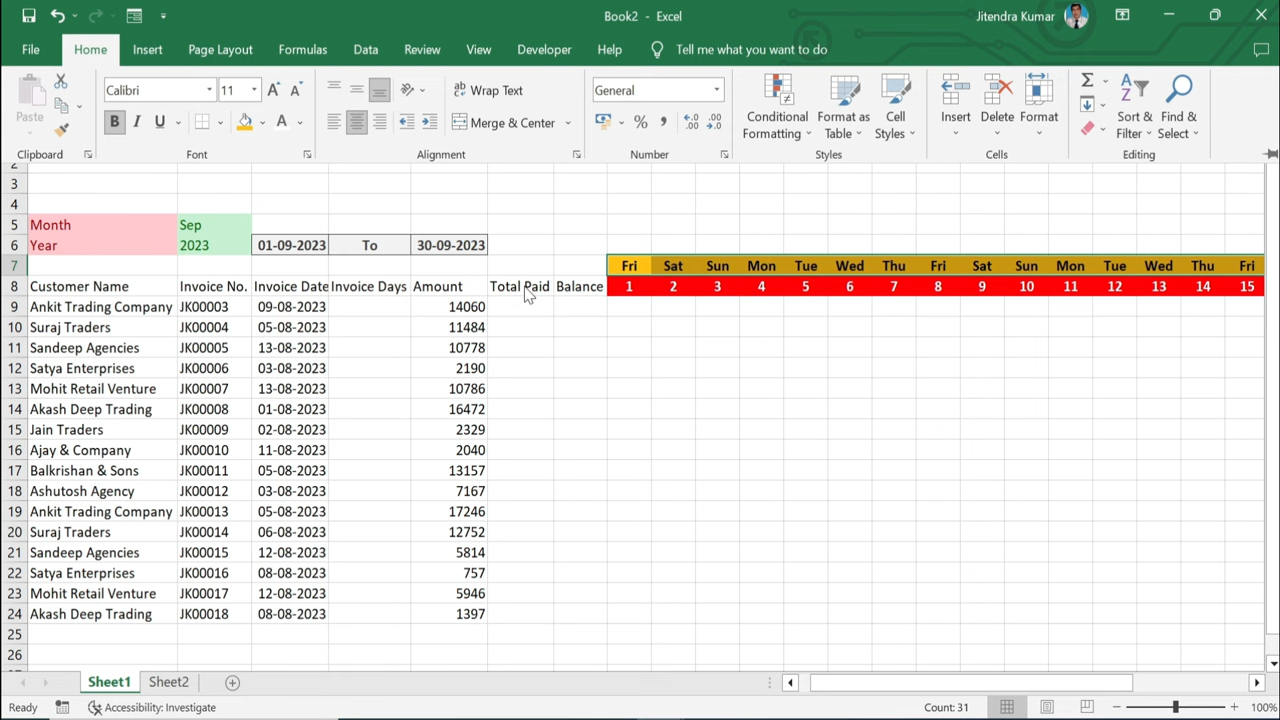 Book2 - Excel
Jitendra Kumar
File Home Insert Page Layout Formulas Data Review View Developer Help Tell me what you want to do
Paste
Calibri 11
B I U
Wrap Text
Merge & Center
General
Conditional Formatting
Format as Table
Cell Styles
Insert Delete Format
Sort & Filter
Find & Select
Clipboard Font Alignment Number Styles Cells Editing
3
4
5 Month Sep
6 Year 2023 01-09-2023 To 30-09-2023
7 Fri Sat Sun Mon Tue Wed Thu Fri Sat Sun Mon Tue Wed Thu Fri
8 Customer Name Invoice No. Invoice Date Invoice Days Amount Total Paid Balance 1 2 3 4 5 6 7 8 9 10 11 12 13 14 15
9 Ankit Trading Company JK00003 09-08-2023 14060
10 Suraj Traders JK00004 05-08-2023 11484
11 Sandeep Agencies JK00005 13-08-2023 10778
12 Satya Enterprises JK00006 03-08-2023 2190
13 Mohit Retail Venture JK00007 13-08-2023 10786
14 Akash Deep Trading JK00008 01-08-2023 16472
15 Jain Traders JK00009 02-08-2023 2329
16 Ajay & Company JK00010 11-08-2023 2040
17 Balkrishan & Sons JK00011 05-08-2023 13157
18 Ashutosh Agency JK00012 03-08-2023 7167
19 Ankit Trading Company JK00013 05-08-2023 17246
20 Suraj Traders JK00014 06-08-2023 12752
21 Sandeep Agencies JK00015 12-08-2023 5814
22 Satya Enterprises JK00016 08-08-2023 757
23 Mohit Retail Venture JK00017 12-08-2023 5946
24 Akash Deep Trading JK00018 08-08-2023 1397
25
26
Sheet1 Sheet2
Ready Accessibility: Investigate Count: 31 100%